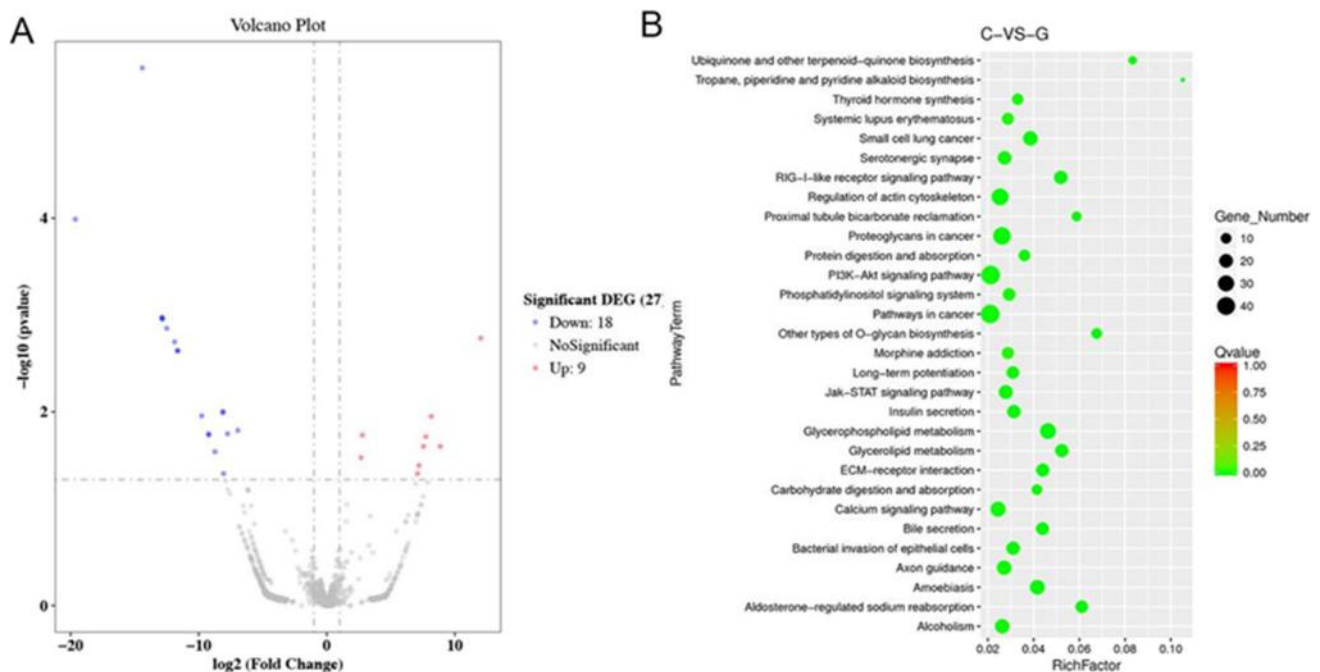 A
Volcano Plot
−log10 (pvalue)
4
2
0
−20
−10
0
10
log2 (Fold Change)
Significant DEG (27)
Down: 18
NoSignificant
Up: 9
B
C−VS−G
PathwayTerm
Ubiquinone and other terpenoid−quinone biosynthesis
Tropane, piperidine and pyridine alkaloid biosynthesis
Thyroid hormone synthesis
Systemic lupus erythematosus
Small cell lung cancer
Serotonergic synapse
RIG−I−like receptor signaling pathway
Regulation of actin cytoskeleton
Proximal tubule bicarbonate reclamation
Proteoglycans in cancer
Protein digestion and absorption
PI3K−Akt signaling pathway
Phosphatidylinositol signaling system
Pathways in cancer
Other types of O−glycan biosynthesis
Morphine addiction
Long−term potentiation
Jak−STAT signaling pathway
Insulin secretion
Glycerophospholipid metabolism
Glycerolipid metabolism
ECM−receptor interaction
Carbohydrate digestion and absorption
Calcium signaling pathway
Bile secretion
Bacterial invasion of epithelial cells
Axon guidance
Amoebiasis
Aldosterone−regulated sodium reabsorption
Alcoholism
0.02
0.04
0.06
0.08
0.10
RichFactor
Gene_Number
10
20
30
40
Qvalue
1.00
0.75
0.50
0.25
0.00